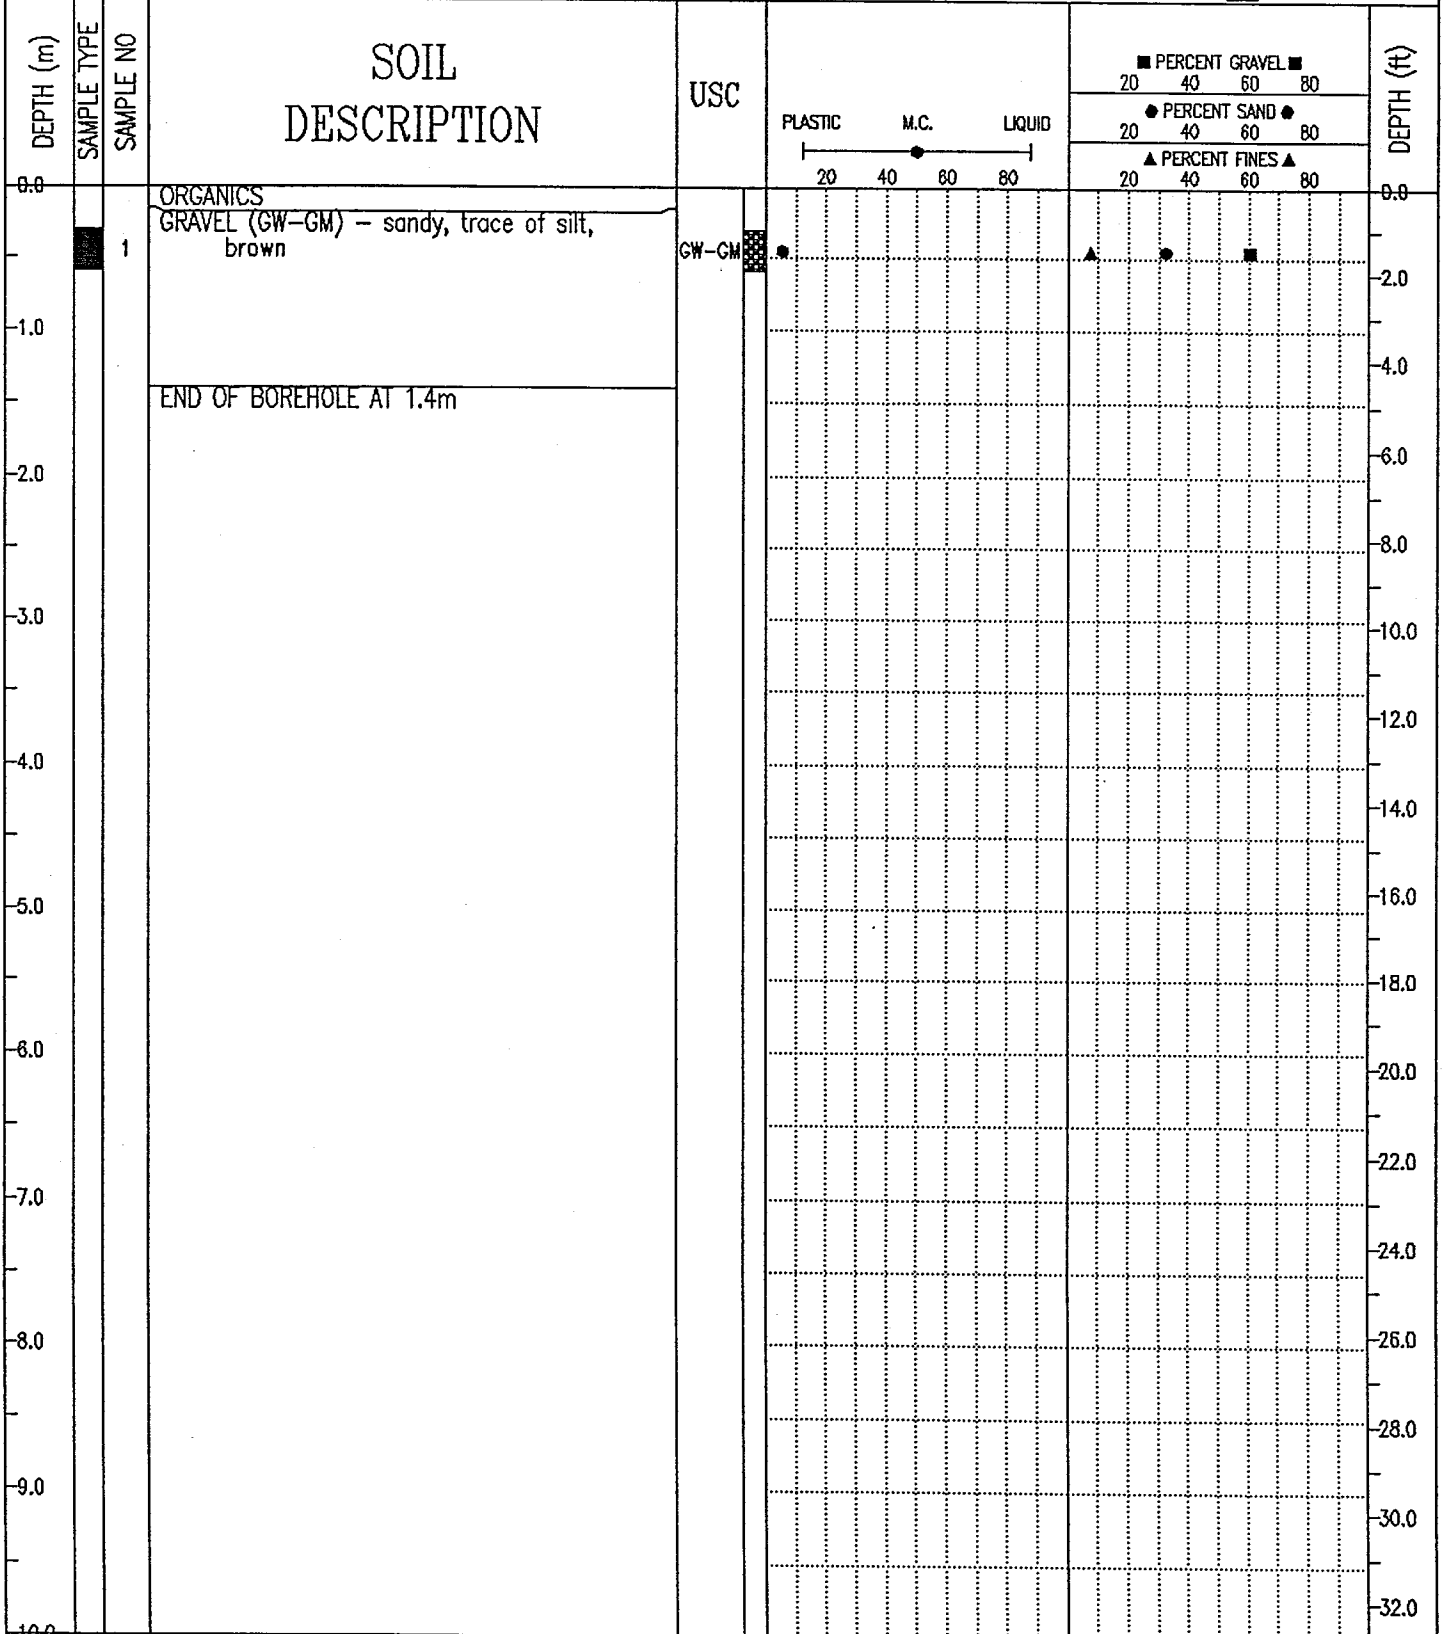 DEPTH (m)
SAMPLE TYPE
SAMPLE NO
SOIL
DESCRIPTION
USC
PLASTIC M.C. LIQUID
20 40 60 80
■ PERCENT GRAVEL ■
20 40 60 80
● PERCENT SAND ●
20 40 60 80
▲ PERCENT FINES ▲
20 40 60 80
DEPTH (ft)
0.0
ORGANICS
GRAVEL (GW-GM) - sandy, trace of silt,
brown
1
GW-GM
END OF BOREHOLE AT 1.4m
1.0
2.0
3.0
4.0
5.0
6.0
7.0
8.0
9.0
10.0
0.0
2.0
4.0
6.0
8.0
10.0
12.0
14.0
16.0
18.0
20.0
22.0
24.0
26.0
28.0
30.0
32.0